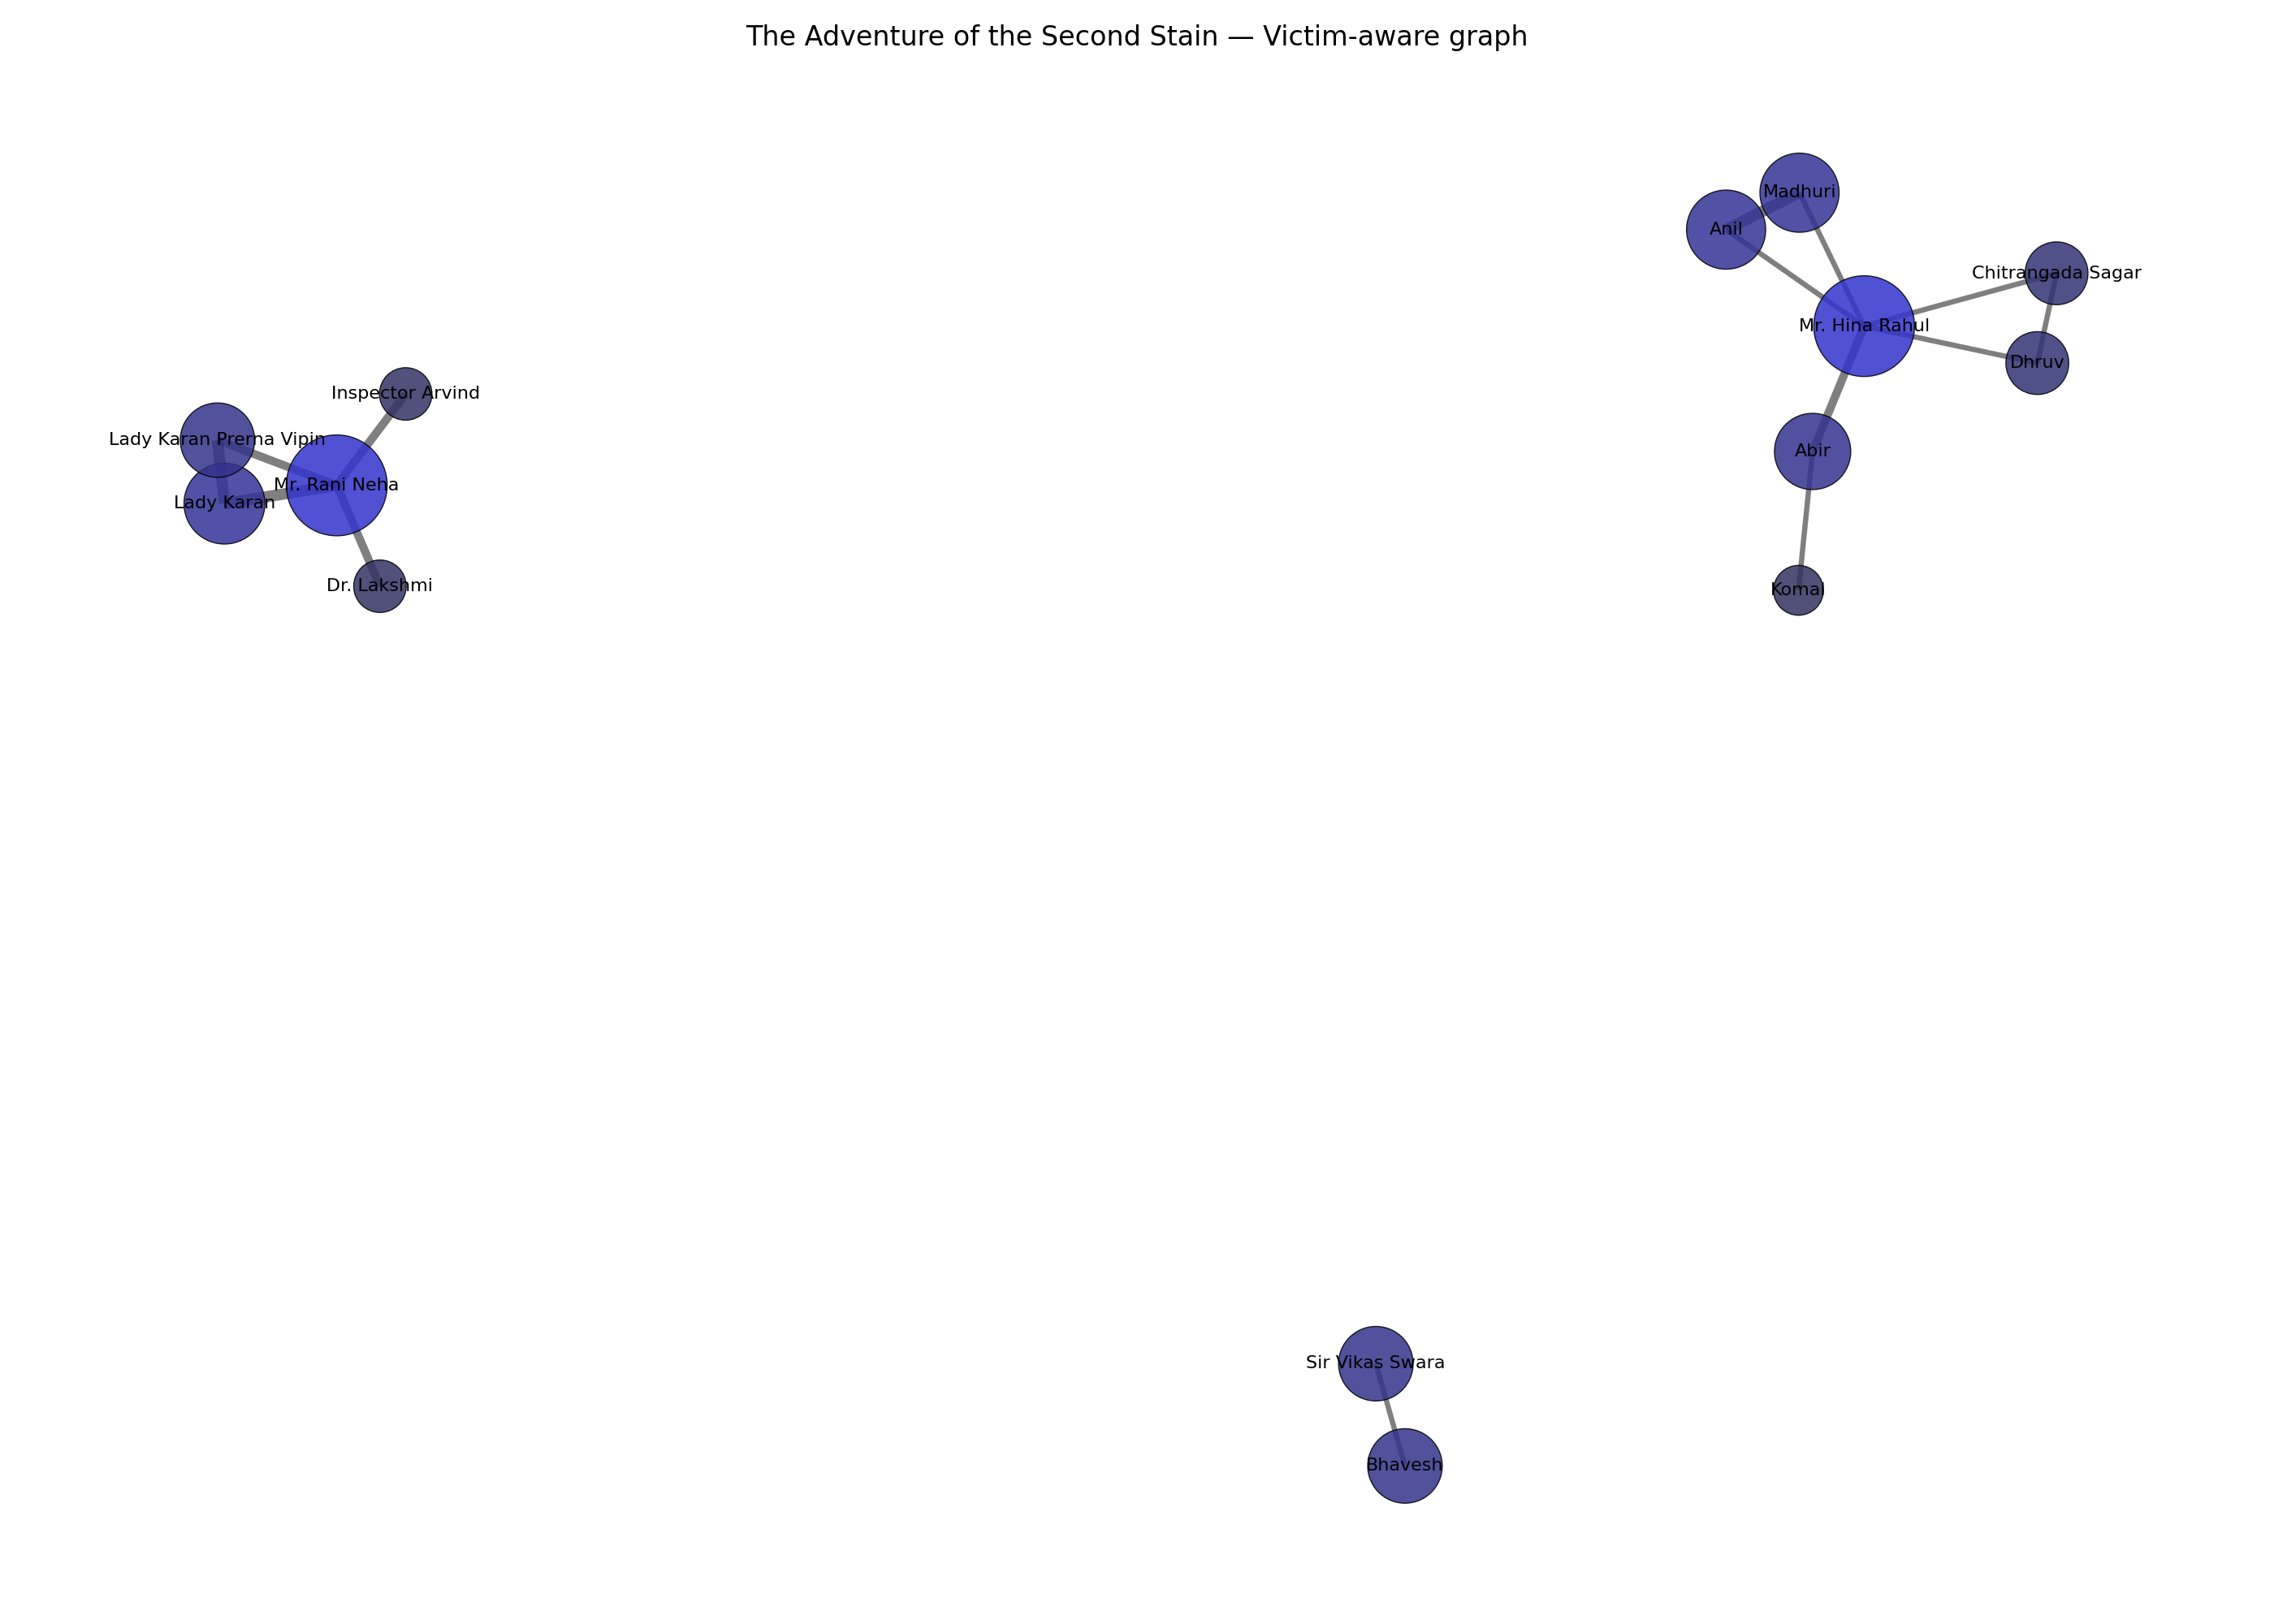 The Adventure of the Second Stain — Victim-aware graph
Madhuri
Anil
Chitrangada Sagar
Mr. Hina Rahul
Dhruv
Inspector Arvind
Lady Karan Prerna Vipin
Abir
Mr. Rani Neha
Lady Karan
Dr. Lakshmi
Komal
Sir Vikas Swara
Bhavesh